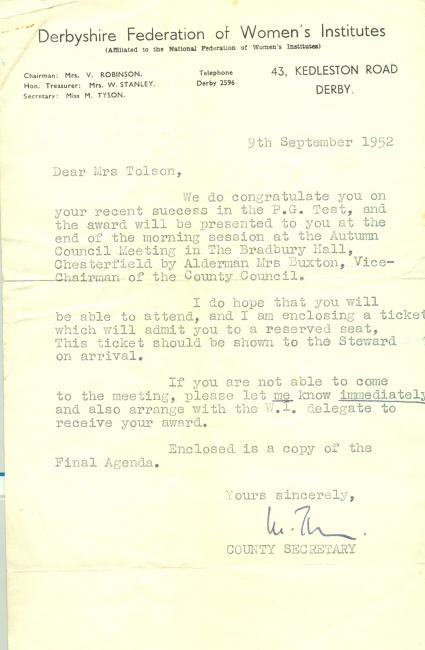 Derbyshire Federation of Women's Institutes
(Affiliated to the National Federation of Women's Institutes)
Chairman: Mrs. V. ROBINSON.
Hon. Treasurer: Mrs. W. STANLEY.
Secretary: Miss M. TYSON.
Telephone
Derby 2596
43, KEDLESTON ROAD
DERBY.
9th September 1952
Dear Mrs Tolson,
We do congratulate you on
your recent success in the P.G. Test, and
the award will be presented to you at the
end of the morning session at the Autumn
Council Meeting in The Bradbury Hall,
Chesterfield by Alderman Mrs Buxton, Vice-
Chairman of the County Council.
I do hope that you will
be able to attend, and I am enclosing a ticket
which will admit you to a reserved seat,
This ticket should be shown to the Steward
on arrival.
If you are not able to come
to the meeting, please let me know immediately
and also arrange with the W.I. delegate to
receive your award.
Enclosed is a copy of the
Final Agenda.
Yours sincerely,
COUNTY SECRETARY